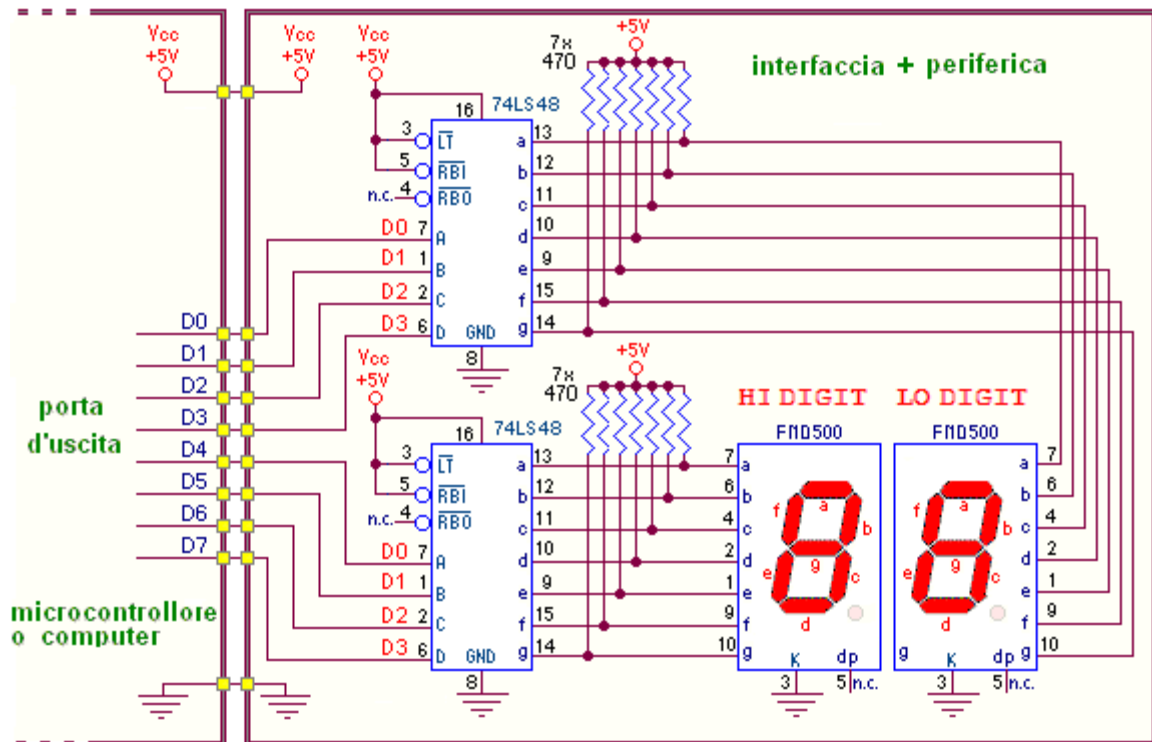 Vcc
+5V
Vcc
+5V
Vcc
+5V
7x
470
+5V
interfaccia + periferica
16
74LS48
3
LT
5
RBI
n.c.
4
RBO
D0
7
A
D1
1
B
D2
2
C
D3
6
D
GND
8
a
13
b
12
c
11
d
10
e
9
f
15
g
14
D0
D1
D2
D3
D4
D5
D6
D7
porta
d'uscita
microcontrollore
o computer
Vcc
+5V
7x
470
+5V
16
74LS48
3
LT
5
RBI
n.c.
4
RBO
D0
7
A
D1
1
B
D2
2
C
D3
6
D
GND
8
a
13
b
12
c
11
d
10
e
9
f
15
g
14
HI DIGIT
FND500
7
a
6
b
4
c
2
d
1
e
9
f
10
g
a
f
b
g
e
c
d
K
dp
3
5
n.c.
LO DIGIT
FND500
a
7
b
6
c
4
d
2
e
1
f
9
g
10
a
f
b
g
e
c
d
g
K
dp
3
5
n.c.